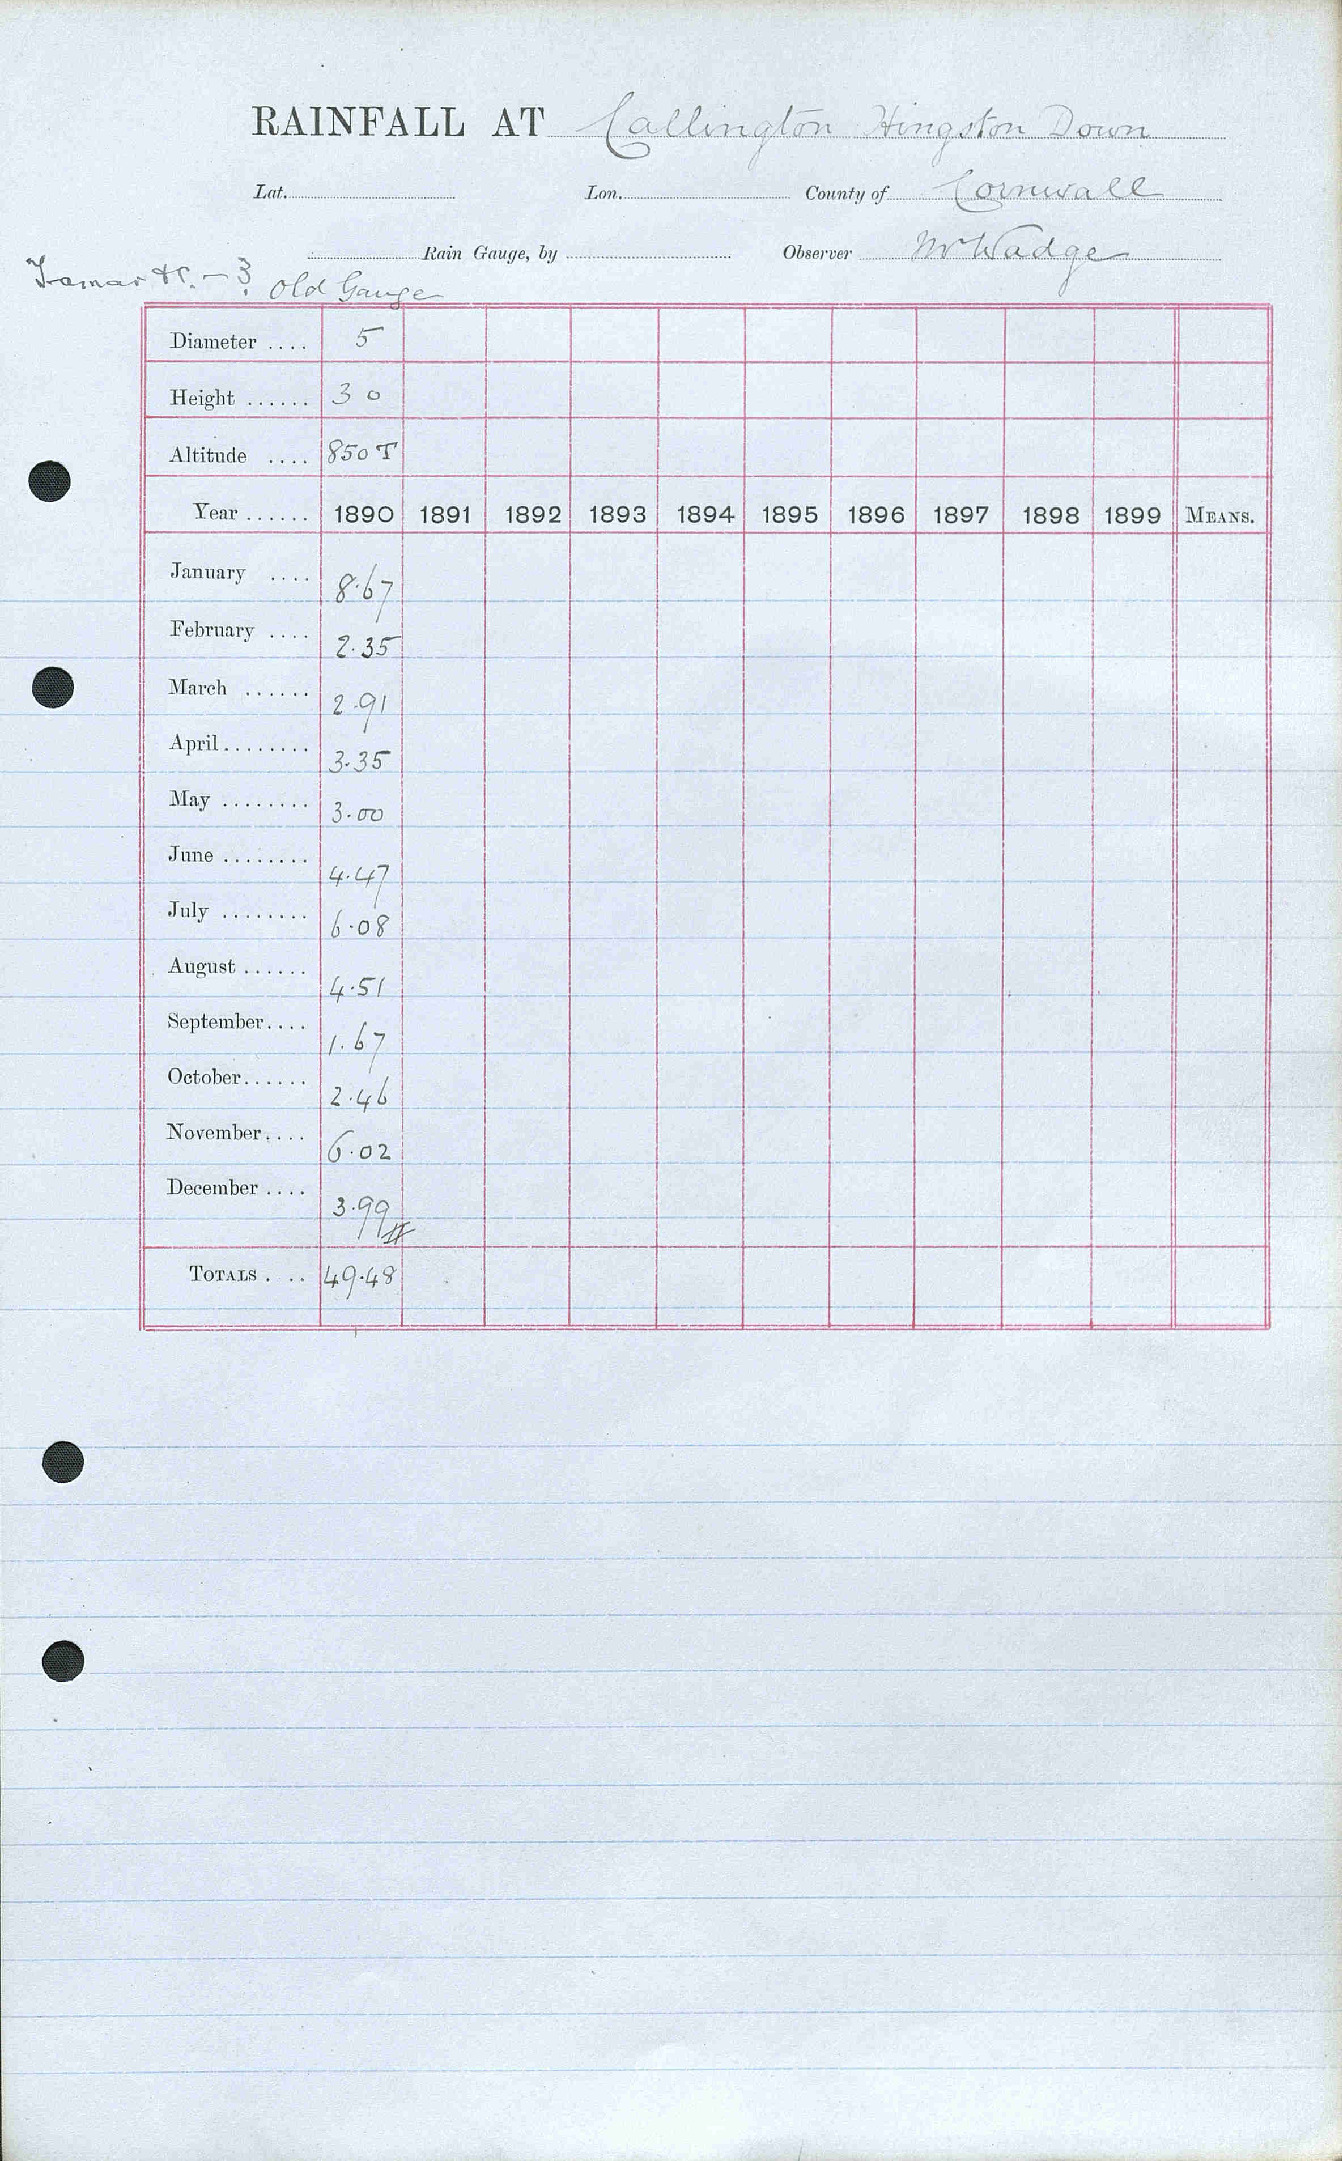 RAINFALL AT Callington Hingston Down
Lat. Lon. County of Cornwall
Rain Gauge, by Observer Mr Wadge
Tamar - 3 Old Gauge
Diameter .... 5
Height ...... 30
Altitude .... 850 T
Year ...... 1890 1891 1892 1893 1894 1895 1896 1897 1898 1899 MEANS.
January .... 8.67
February .... 2.35
March ...... 2.91
April ........ 3.35
May ........ 3.00
June ........ 4.47
July ........ 6.08
August ...... 4.51
September.... 1.67
October...... 2.46
November.... 6.02
December .... 3.99
TOTALS . .. 49.48